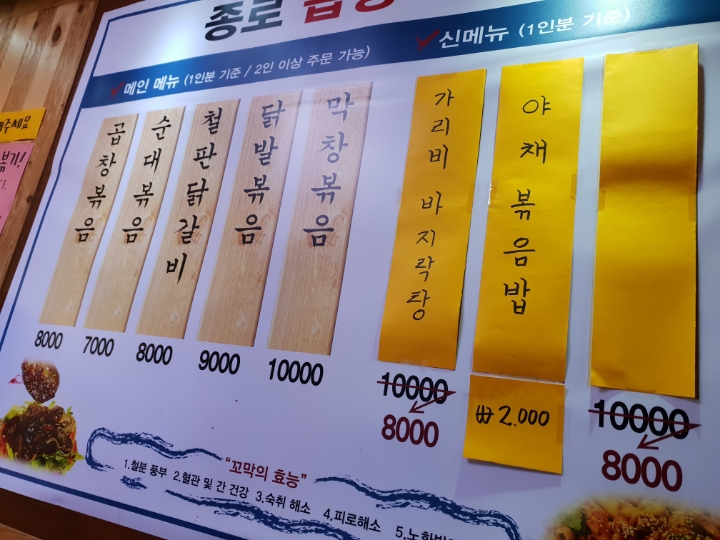 종로
✓메인 메뉴 (1인분 기준 / 2인 이상 주문 가능)
✓신메뉴 (1인분 기준)
곱창볶음
8000
순대볶음
7000
철판닭갈비
8000
닭발볶음
9000
막창볶음
10000
가리비 바지락탕
10000
8000
야채볶음밥
₩2.000
10000
8000
"꼬막의 효능"
1.철분 풍부 2.혈관 및 간 건강 3.숙취 해소 4.피로해소